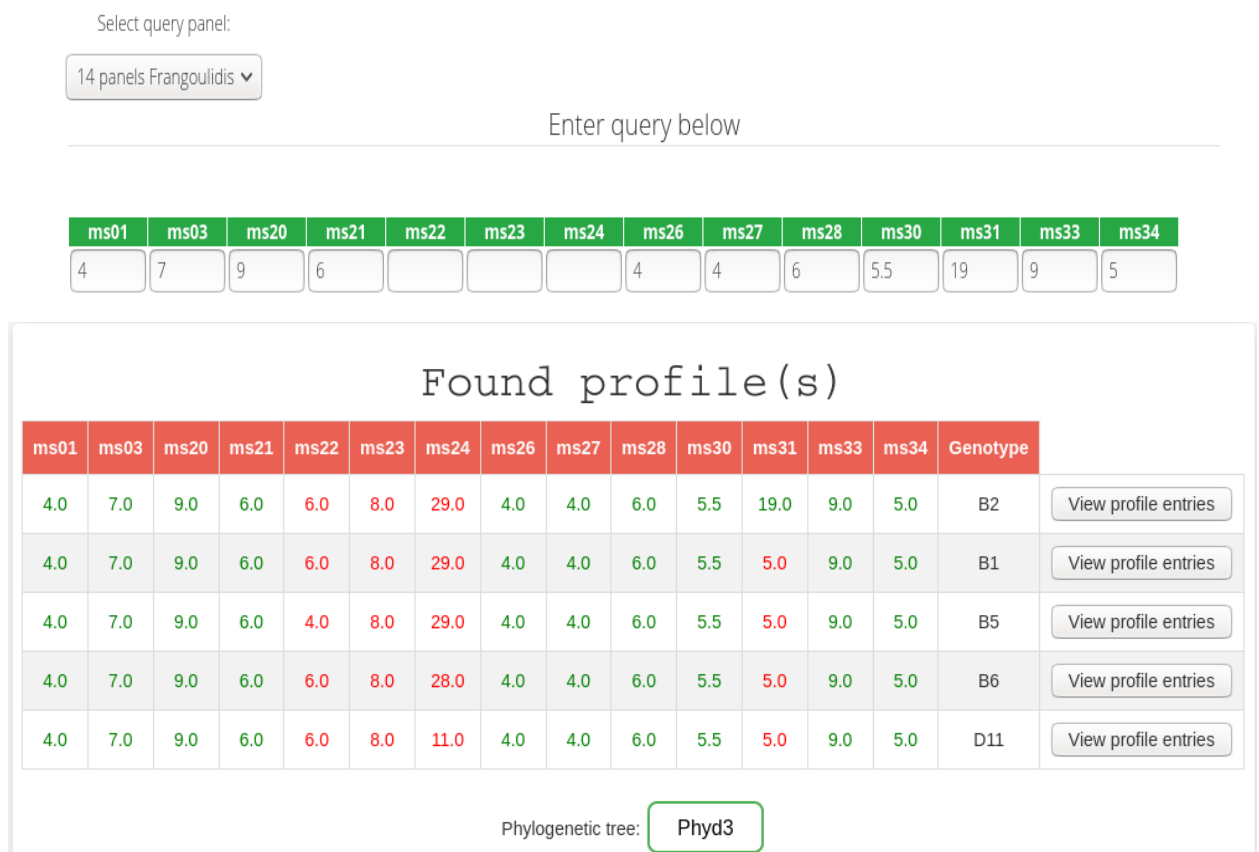 Select query panel:
14 panels Frangoulidis
Enter query below
ms01 ms03 ms20 ms21 ms22 ms23 ms24 ms26 ms27 ms28 ms30 ms31 ms33 ms34
4 7 9 6 4 4 6 5.5 19 9 5
Found profile(s)
ms01 ms03 ms20 ms21 ms22 ms23 ms24 ms26 ms27 ms28 ms30 ms31 ms33 ms34 Genotype
4.0 7.0 9.0 6.0 6.0 8.0 29.0 4.0 4.0 6.0 5.5 19.0 9.0 5.0 B2 View profile entries
4.0 7.0 9.0 6.0 6.0 8.0 29.0 4.0 4.0 6.0 5.5 5.0 9.0 5.0 B1 View profile entries
4.0 7.0 9.0 6.0 4.0 8.0 29.0 4.0 4.0 6.0 5.5 5.0 9.0 5.0 B5 View profile entries
4.0 7.0 9.0 6.0 6.0 8.0 28.0 4.0 4.0 6.0 5.5 5.0 9.0 5.0 B6 View profile entries
4.0 7.0 9.0 6.0 6.0 8.0 11.0 4.0 4.0 6.0 5.5 5.0 9.0 5.0 D11 View profile entries
Phylogenetic tree: Phyd3